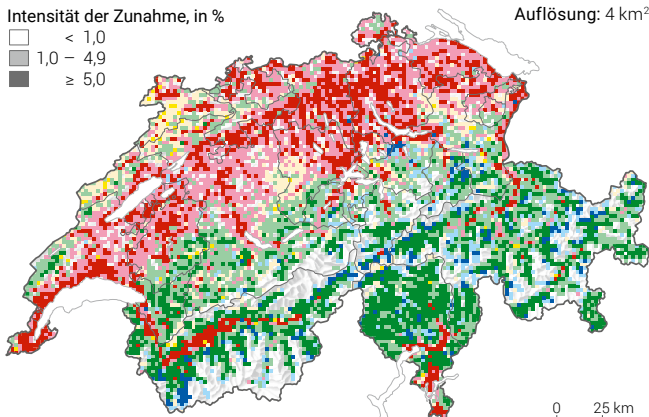 Intensität der Zunahme, in %
< 1,0
1,0 – 4,9
≥ 5,0
Auflösung: 4 km²
0 25 km